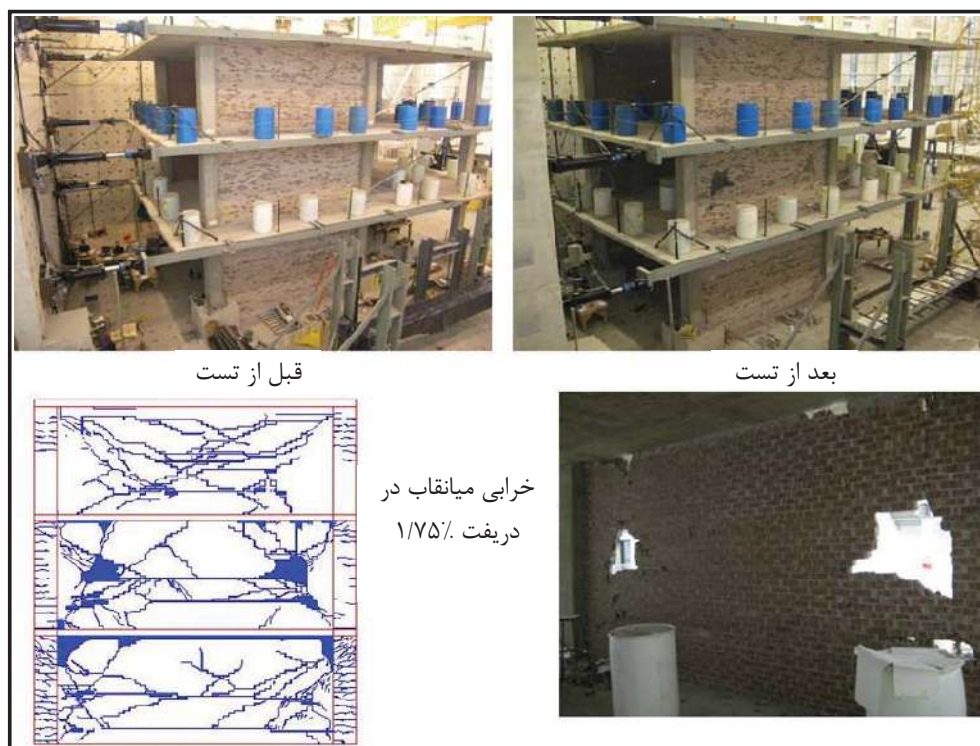 قبل از تست
بعد از تست
خرابی میانقاب در
دریفت ٪۱/۷۵